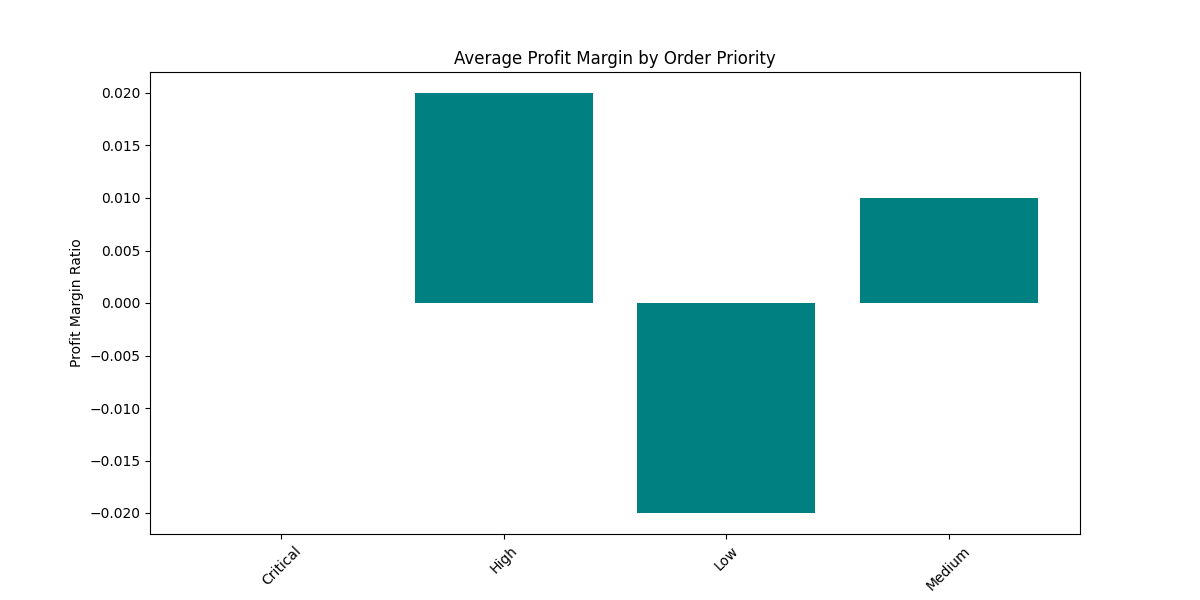 Average Profit Margin by Order Priority
Profit Margin Ratio
0.020
0.015
0.010
0.005
0.000
−0.005
−0.010
−0.015
−0.020
Critical
High
Low
Medium